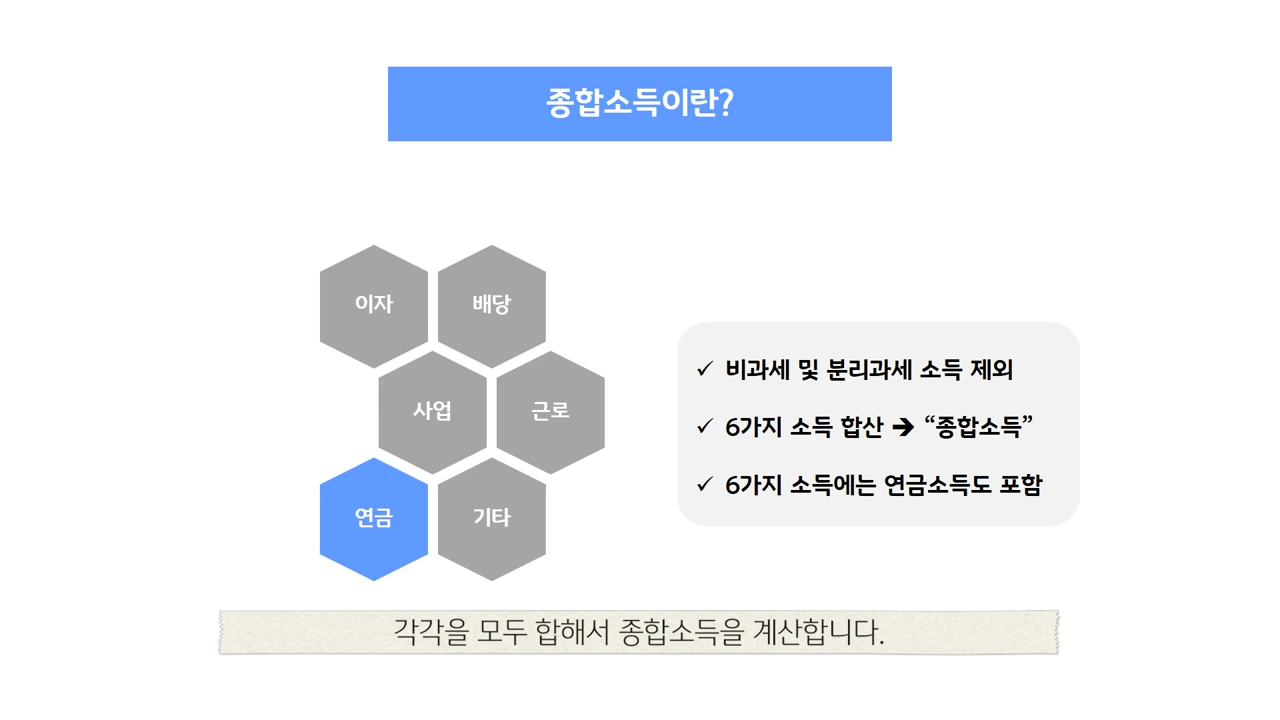 종합소득이란?
이자
배당
사업
근로
연금
기타
✓ 비과세 및 분리과세 소득 제외
✓ 6가지 소득 합산 ➔ “종합소득”
✓ 6가지 소득에는 연금소득도 포함
각각을 모두 합해서 종합소득을 계산합니다.